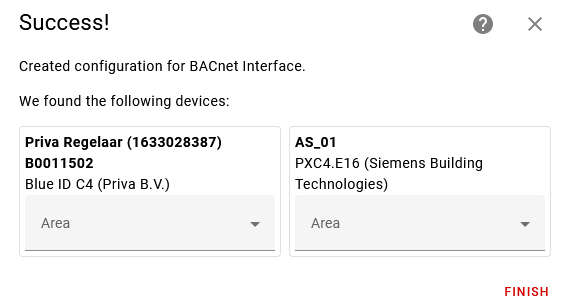 Success!
Created configuration for BACnet Interface.
We found the following devices:
Priva Regelaar (1633028387)
B0011502
Blue ID C4 (Priva B.V.)
Area
AS_01
PXC4.E16 (Siemens Building
Technologies)
Area
FINISH